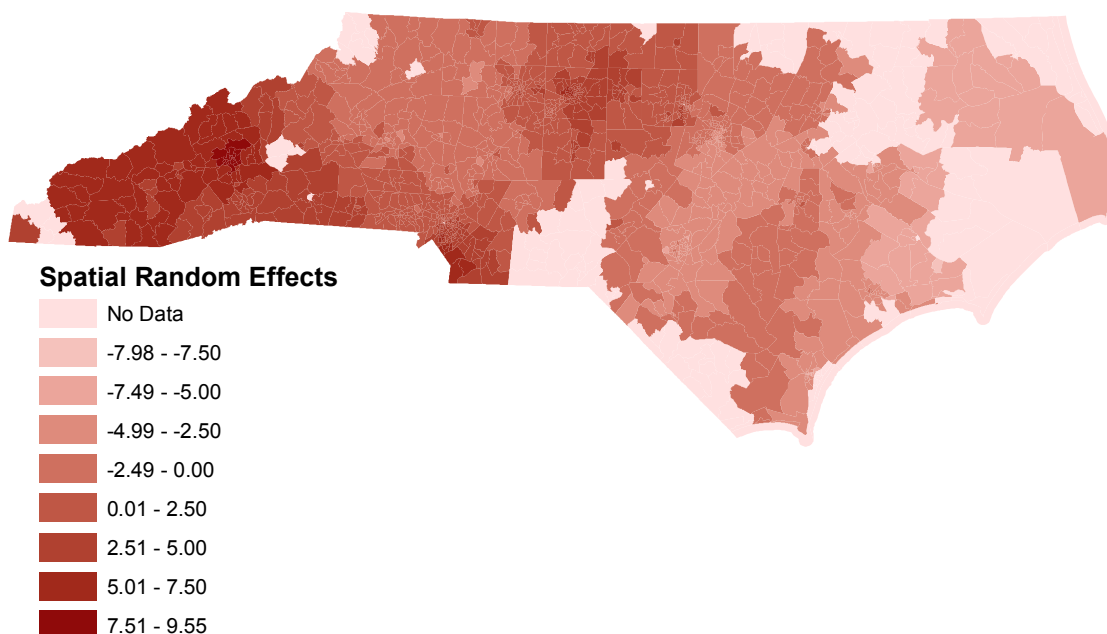 Spatial Random Effects
No Data
-7.98 - -7.50
-7.49 - -5.00
-4.99 - -2.50
-2.49 - 0.00
0.01 - 2.50
2.51 - 5.00
5.01 - 7.50
7.51 - 9.55